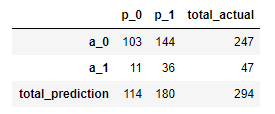 p_0 p_1 total_actual
a_0 103 144 247
a_1 11 36 47
total_prediction 114 180 294